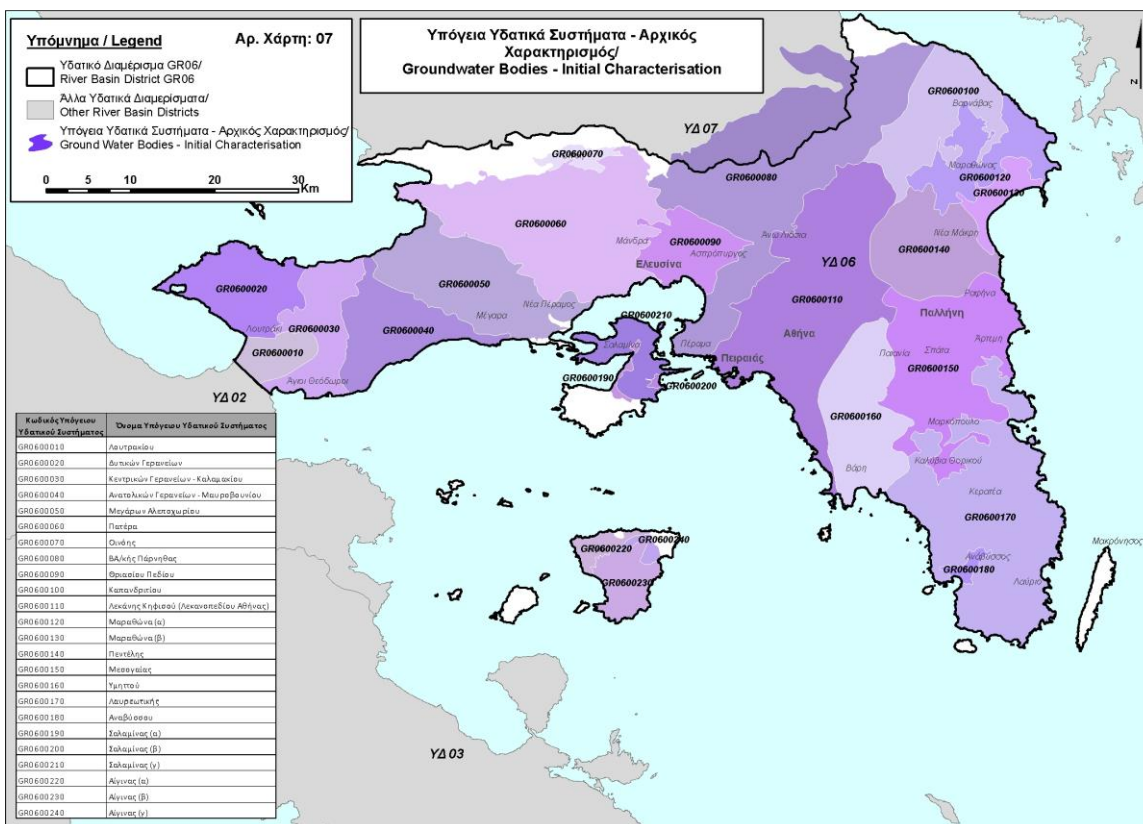 Υπόμνημα / Legend
Αρ. Χάρτη: 07
Υδατικό Διαμέρισμα GR06/
River Basin District GR06
Άλλα Υδατικά Διαμερίσματα/
Other River Basin Districts
Υπόγεια Υδατικά Συστήματα - Αρχικός Χαρακτηρισμός/
Ground Water Bodies - Initial Characterisation
0 5 10 20 30
Km
Υπόγεια Υδατικά Συστήματα - Αρχικός
Χαρακτηρισμός/
Groundwater Bodies - Initial Characterisation
N
ΥΔ 07
GR0600100
Βαρνάβας
GR0600070
GR0600080
Μαραθώνας
GR0600120
GR0600130
GR0600060
Μάνδρα
GR0600090
Ασπρόπυργος
Άνω Λιόσια
Νέα Μάκρη
GR0600140
Ελευσίνα
ΥΔ 06
GR0600020
GR0600050
Νέα Πέραμος
Ραφήνα
GR0600110
Παλλήνη
Λουτράκι
GR0600030
GR0600040
Μέγαρα
GR0600210
Σαλαμίνα
Πέραμα
Αθήνα
Άρτεμη
GR0600010
Πειραιάς
Παιανία
Σπάτα
GR0600150
Άγιοι Θεόδωροι
GR0600190
GR0600200
ΥΔ 02
GR0600160
Μαρκόπουλο
Καλύβια Θορικού
Βάρη
Κερατέα
GR0600170
GR0600240
GR0600220
Μακρόνησος
Αναβύσσος
GR0600180
GR0600230
Λαύριο
ΥΔ 03
Κωδικός Υπόγειου
Υδατικού Συστήματος
Όνομα Υπόγειου Υδατικού Συστήματος
GR0600010 Λουτρακίου
GR0600020 Δυτικών Γερανείων
GR0600030 Κεντρικών Γερανείων - Καλαμακίου
GR0600040 Ανατολικών Γερανείων - Μαυροβουνίου
GR0600050 Μεγάρων Αλεποχωρίου
GR0600060 Πατέρα
GR0600070 Οινόης
GR0600080 ΒΑ/κής Πάρνηθας
GR0600090 Θριασίου Πεδίου
GR0600100 Καπανδριτίου
GR0600110 Λεκάνης Κηφισού (Λεκανοπεδίου Αθήνας)
GR0600120 Μαραθώνα (α)
GR0600130 Μαραθώνα (β)
GR0600140 Πεντέλης
GR0600150 Μεσογαίας
GR0600160 Υμηττού
GR0600170 Λαυρεωτικής
GR0600180 Αναβύσσου
GR0600190 Σαλαμίνας (α)
GR0600200 Σαλαμίνας (β)
GR0600210 Σαλαμίνας (γ)
GR0600220 Αίγινας (α)
GR0600230 Αίγινας (β)
GR0600240 Αίγινας (γ)